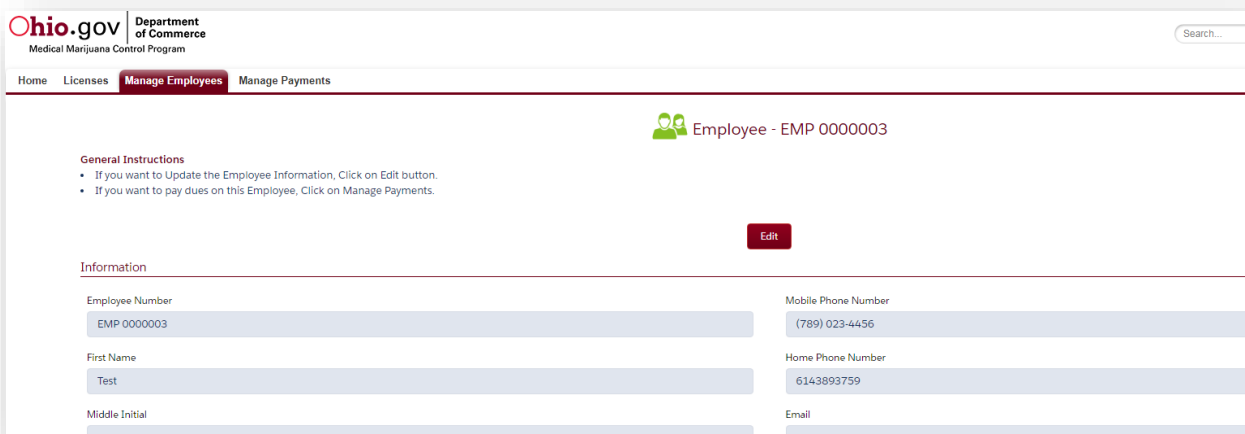 Ohio.gov Department
of Commerce
Medical Marijuana Control Program
Search...
Home Licenses Manage Employees Manage Payments
Employee - EMP 0000003
General Instructions
• If you want to Update the Employee Information, Click on Edit button.
• If you want to pay dues on this Employee, Click on Manage Payments.
Edit
Information
Employee Number Mobile Phone Number
EMP 0000003 (789) 023-4456
First Name Home Phone Number
Test 6143893759
Middle Initial Email